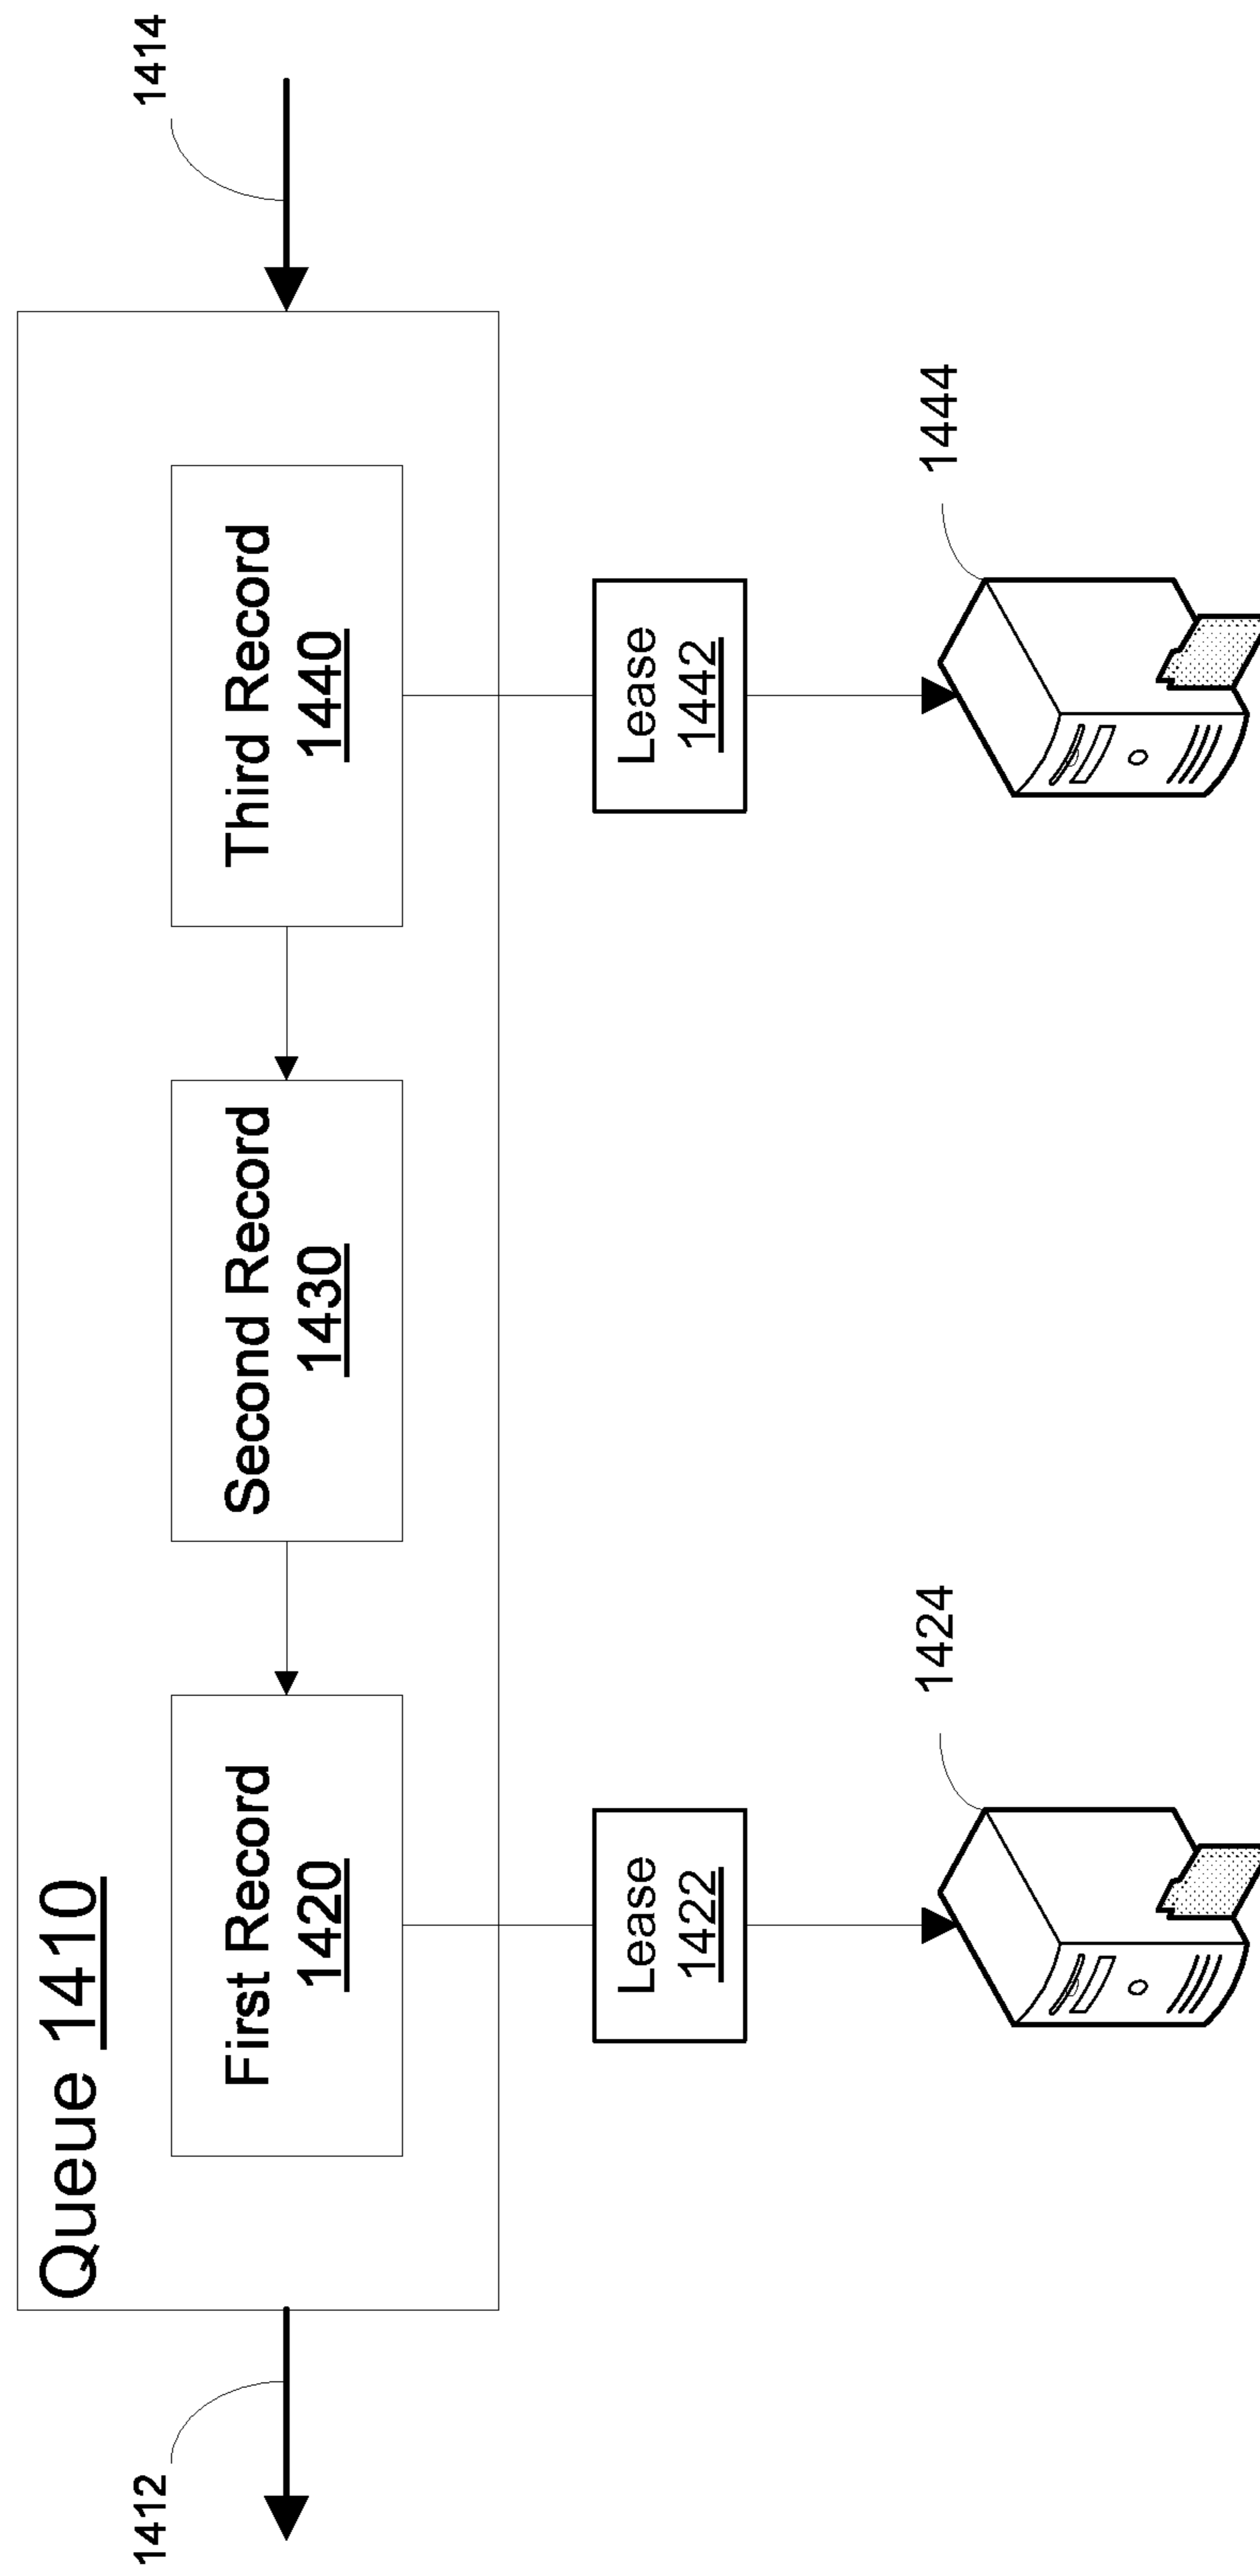 Queue 1410
1412
1414
First Record
1420
Second Record
1430
Third Record
1440
Lease
1422
Lease
1442
1424
1444